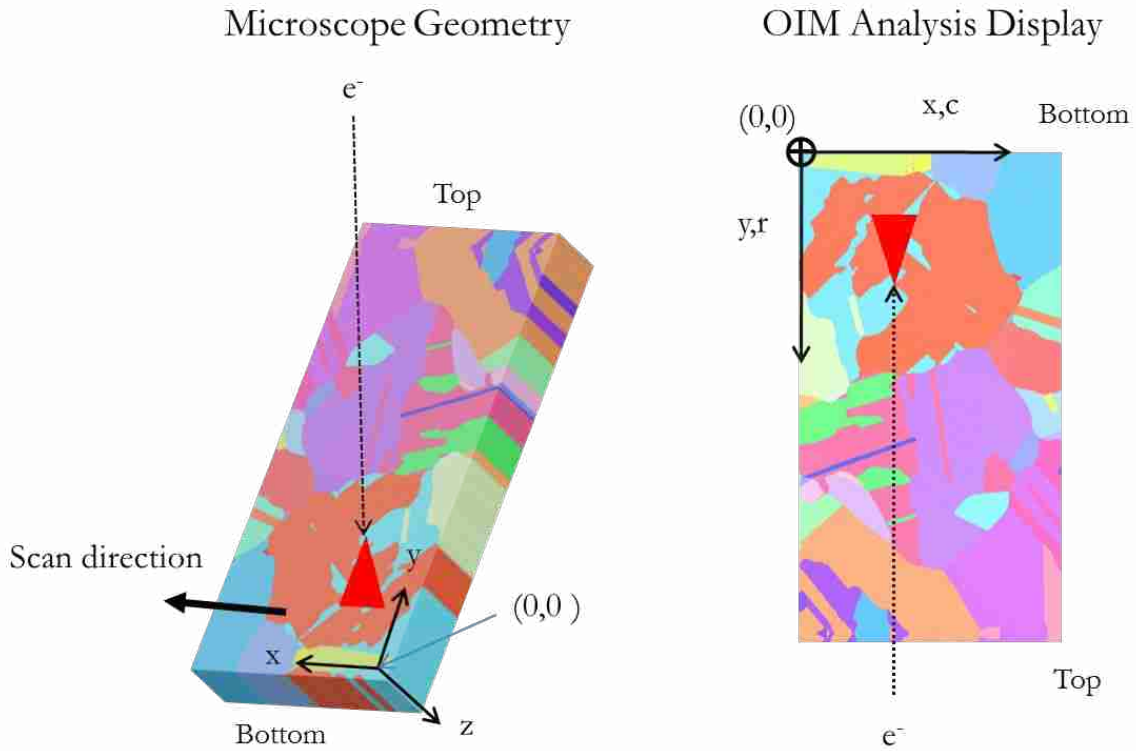 Microscope Geometry
e-
Top
Scan direction
y
(0,0 )
x
z
Bottom
OIM Analysis Display
(0,0)
x,c
Bottom
y,r
Top
e-